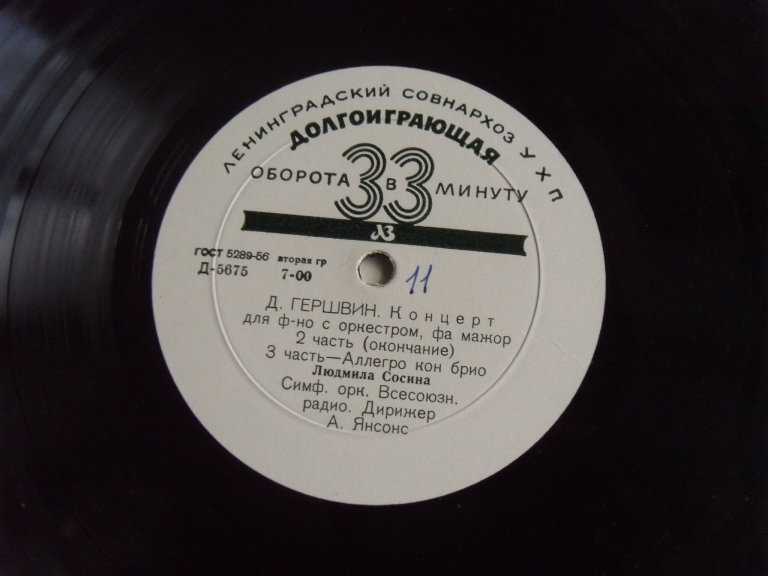 ЛЕНИНГРАДСКИЙ СОВНАРХОЗ УХП
ДОЛГОИГРАЮЩАЯ
ОБОРОТА 33 В МИНУТУ
ЛЗ
ГОСТ 5289-56 вторая гр
Д-5675 7-00
11
Д. ГЕРШВИН. Концерт
для ф-но с оркестром, фа мажор
2 часть (окончание)
3 часть—Аллегро кон брио
Людмила Сосина
Симф. орк. Всесоюзн.
радио. Дирижер
А. Янсонс